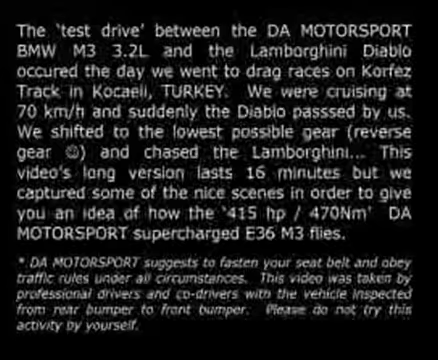 The 'test drive' between the DA MOTORSPORT
BMW M3 3.2L and the Lamborghini Diablo
occured the day we went to drag races on Korfez
Track in Kocaeli, TURKEY. We were cruising at
70 km/h and suddenly the Diablo passsed by us.
We shifted to the lowest possible gear (reverse
gear ☺) and chased the Lamborghini... This
video's long version lasts 16 minutes but we
captured some of the nice scenes in order to give
you an idea of how the '415 hp / 470Nm' DA
MOTORSPORT supercharged E36 M3 flies.
* DA MOTORSPORT suggests to fasten your seat belt and obey
traffic rules under all circumstances. This video was taken by
professional drivers and co-drivers with the vehicle inspected
from rear bumper to front bumper. Please do not try this
activity by yourself.